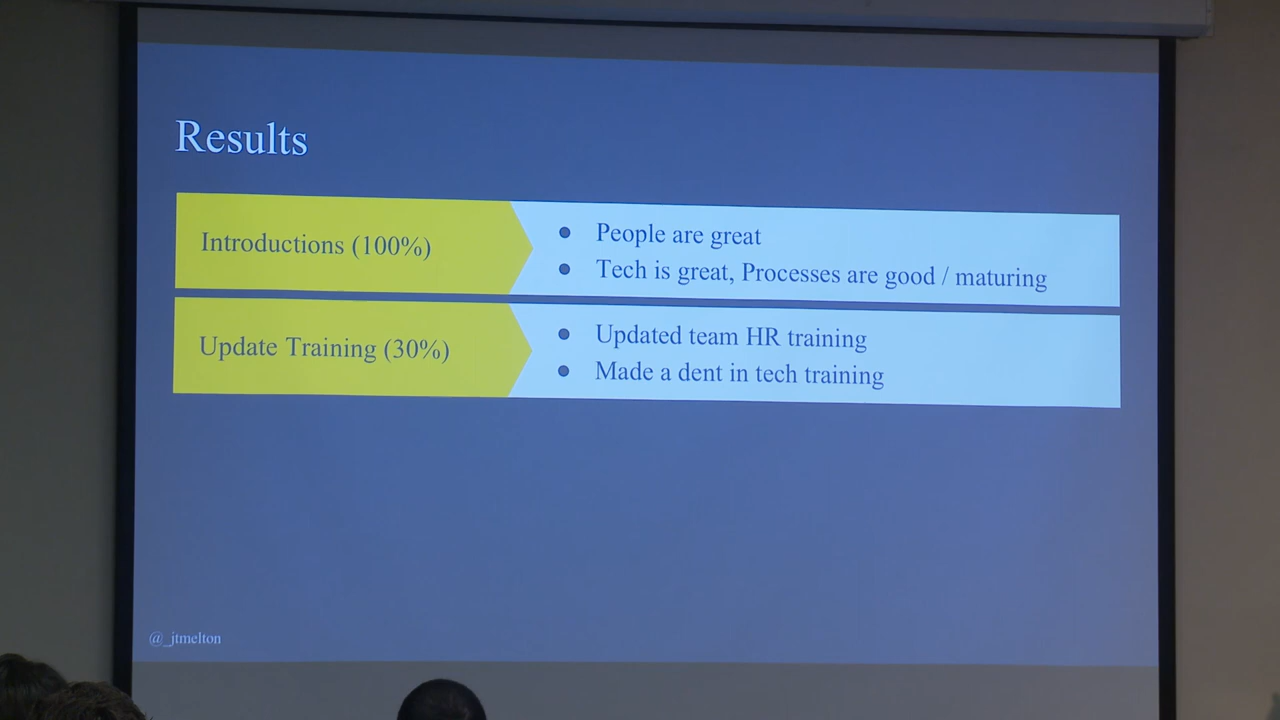 Results
Introductions (100%)
● People are great
● Tech is great, Processes are good / maturing
Update Training (30%)
● Updated team HR training
● Made a dent in tech training
@_jtmelton